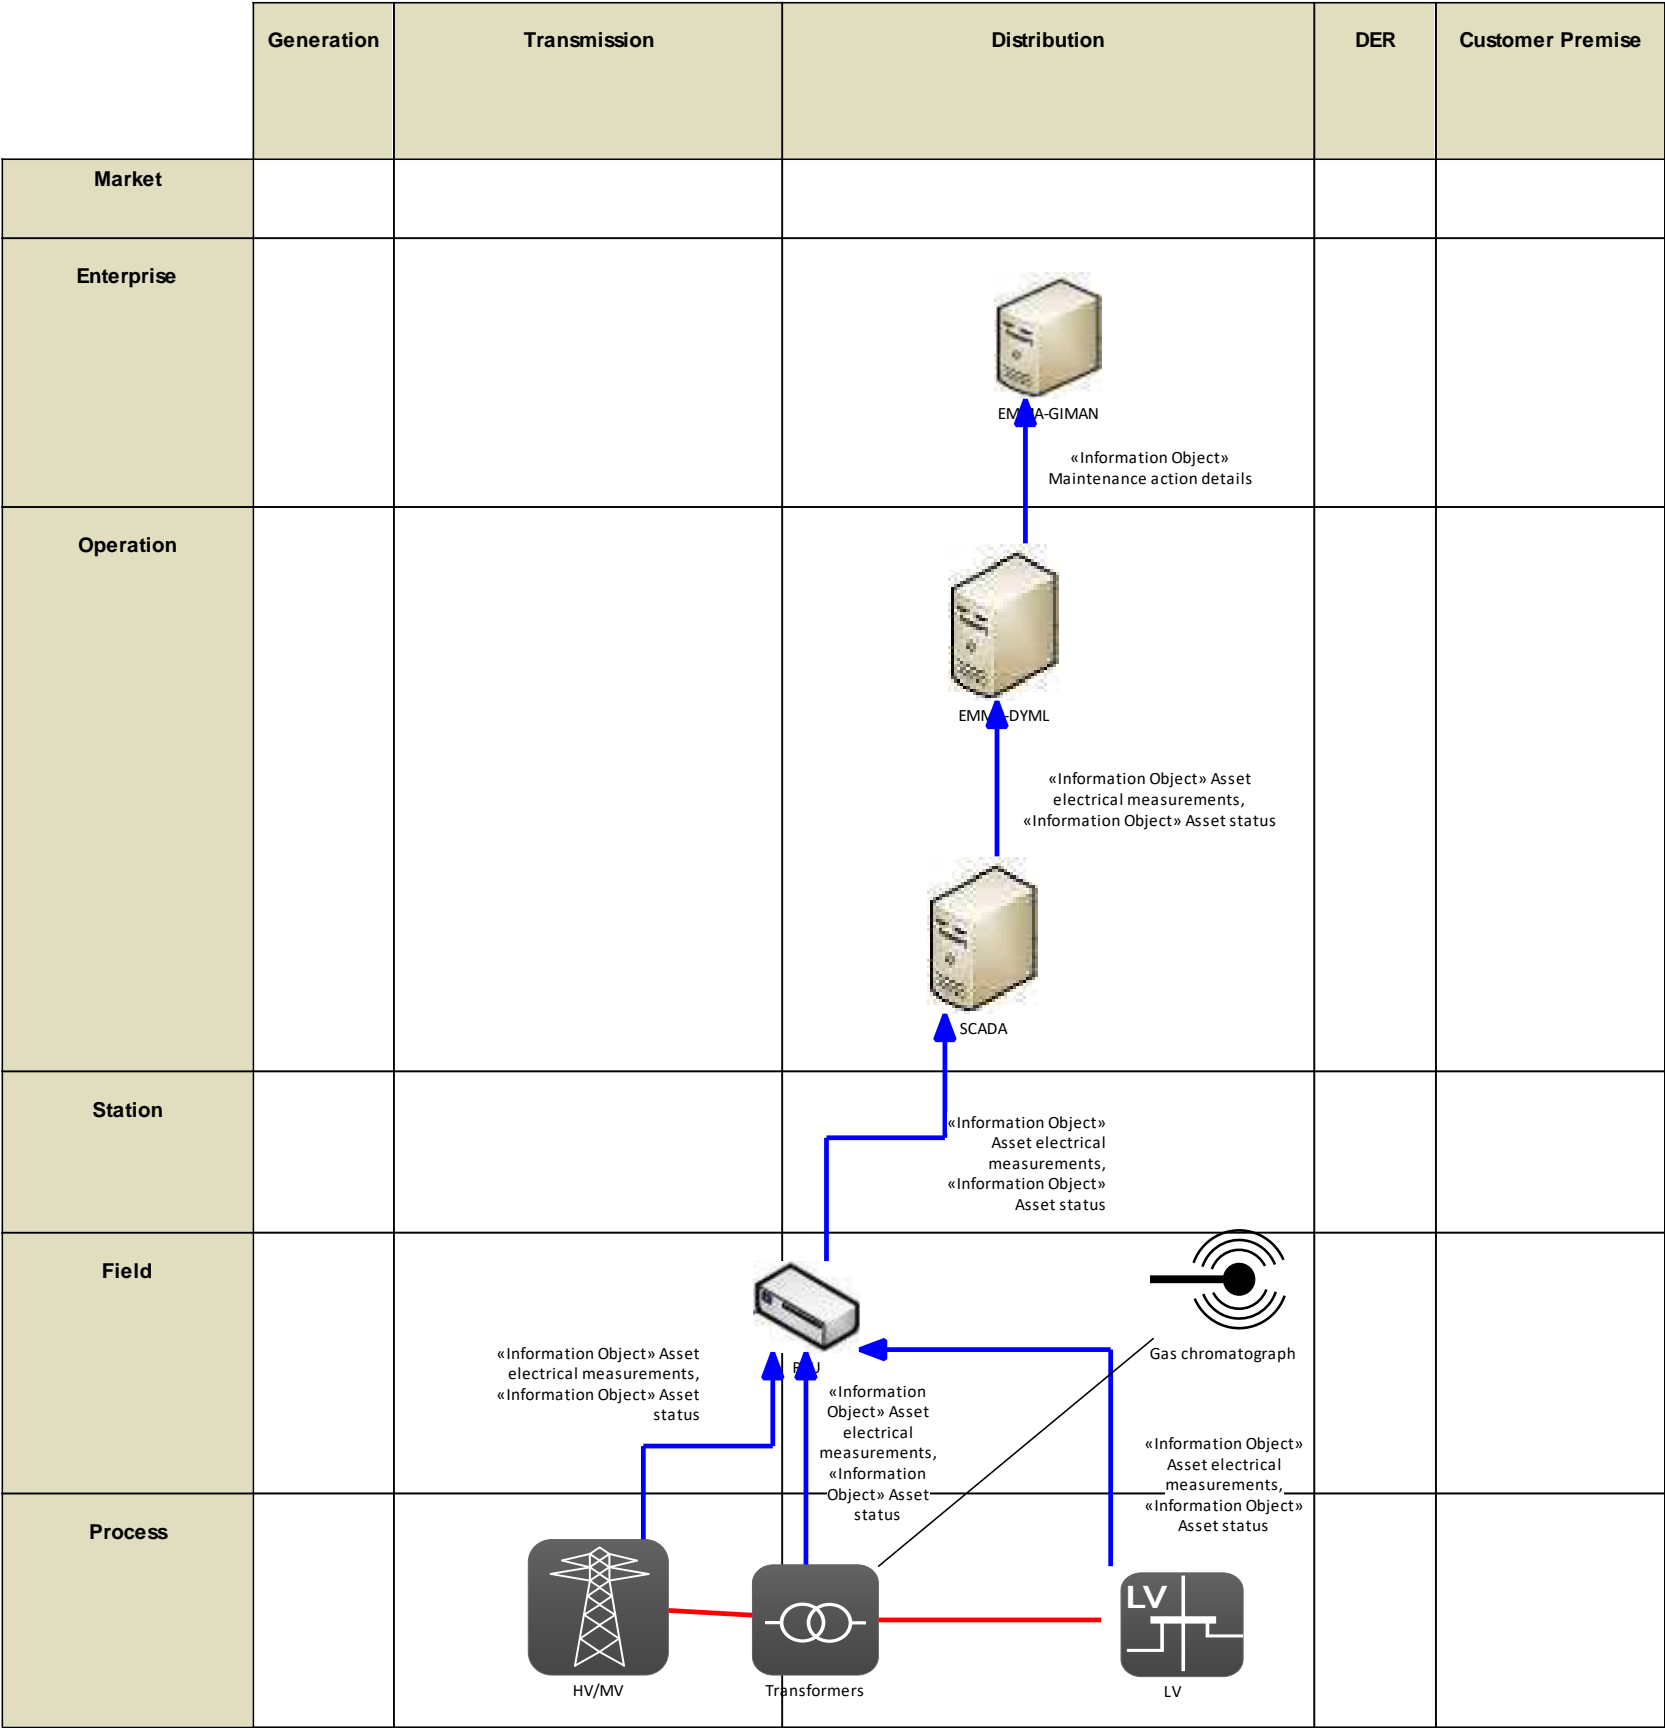 Generation
Transmission
Distribution
DER
Customer Premise
Market
Enterprise
«Information Object»
Maintenance action details
Operation
«Information Object» Asset
electrical measurements,
«Information Object» Asset status
SCADA
Station
«Information Object»
Asset electrical
measurements,
«Information Object»
Asset status
Field
Gas chromatograph
«Information Object» Asset
electrical measurements,
«Information Object» Asset
status
«Information
Object» Asset
electrical
measurements,
«Information
Object» Asset
status
«Information Object»
Asset electrical
measurements,
«Information Object»
Asset status
Process
LV
HV/MV
Transformers
LV